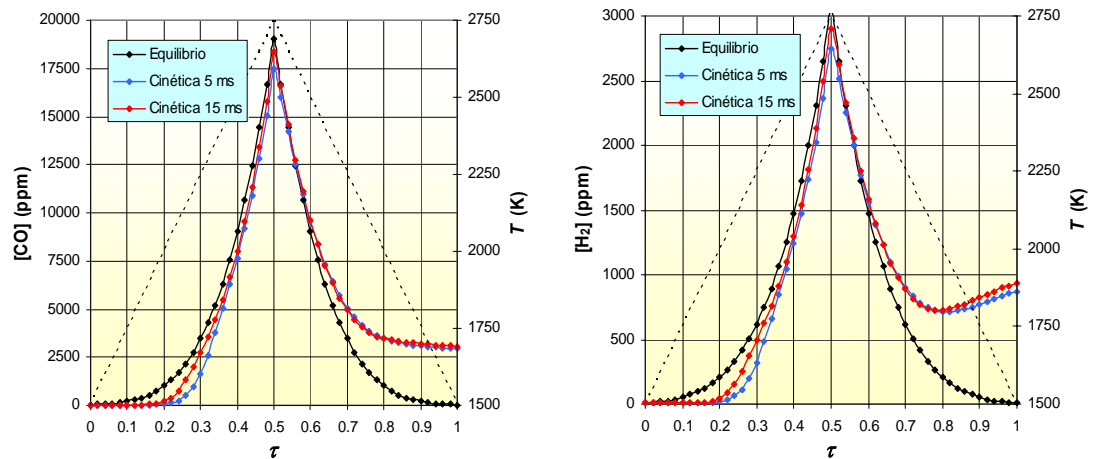 20000
17500
15000
12500
10000
7500
5000
2500
0
[CO] (ppm)
Equilibrio
Cinética 5 ms
Cinética 15 ms
2750
2500
2250
2000
1750
1500
T (K)
0 0.1 0.2 0.3 0.4 0.5 0.6 0.7 0.8 0.9 1
τ
3000
2500
2000
1500
1000
500
0
[H2] (ppm)
Equilibrio
Cinética 5 ms
Cinética 15 ms
2750
2500
2250
2000
1750
1500
T (K)
0 0.1 0.2 0.3 0.4 0.5 0.6 0.7 0.8 0.9 1
τ